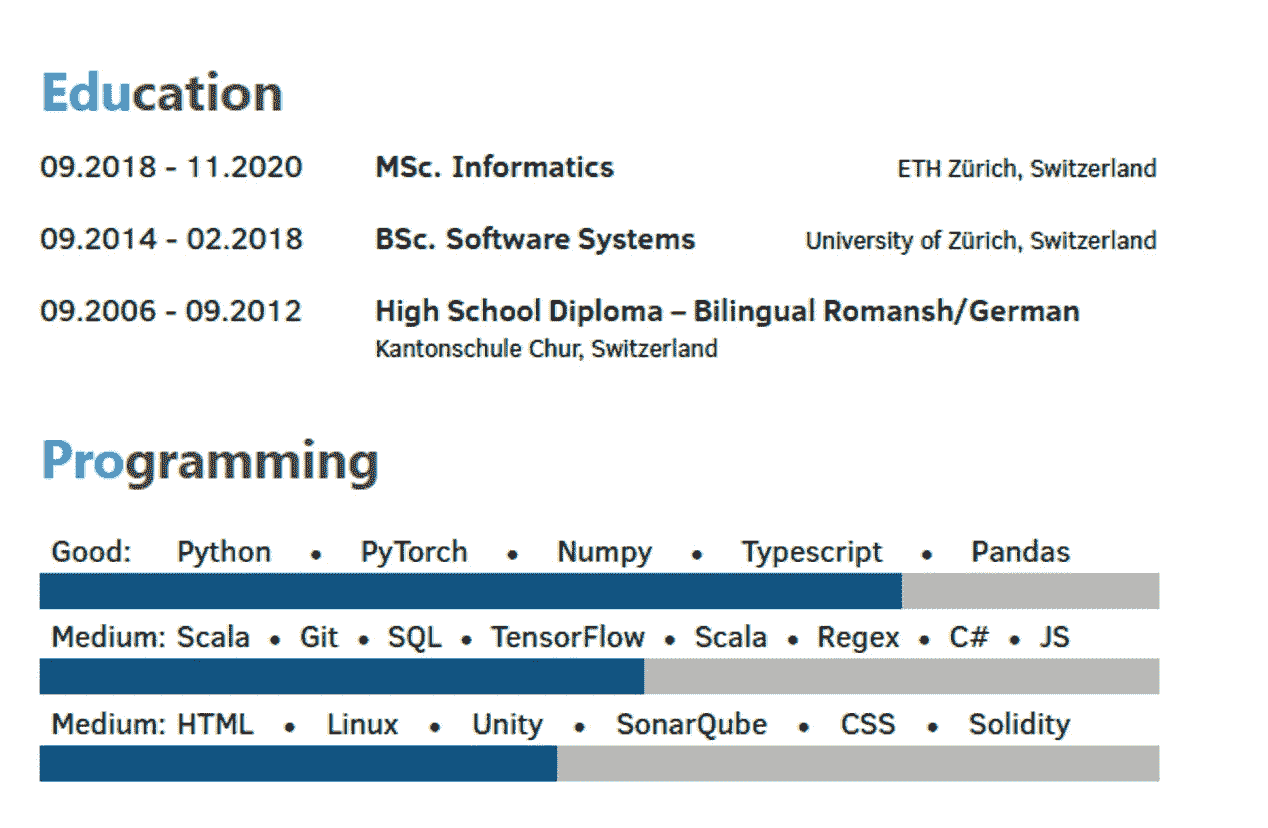 Education
09.2018 - 11.2020 MSc. Informatics ETH Zürich, Switzerland
09.2014 - 02.2018 BSc. Software Systems University of Zürich, Switzerland
09.2006 - 09.2012 High School Diploma – Bilingual Romansh/German
Kantonschule Chur, Switzerland
Programming
Good: Python • PyTorch • Numpy • Typescript • Pandas
Medium: Scala • Git • SQL • TensorFlow • Scala • Regex • C# • JS
Medium: HTML • Linux • Unity • SonarQube • CSS • Solidity